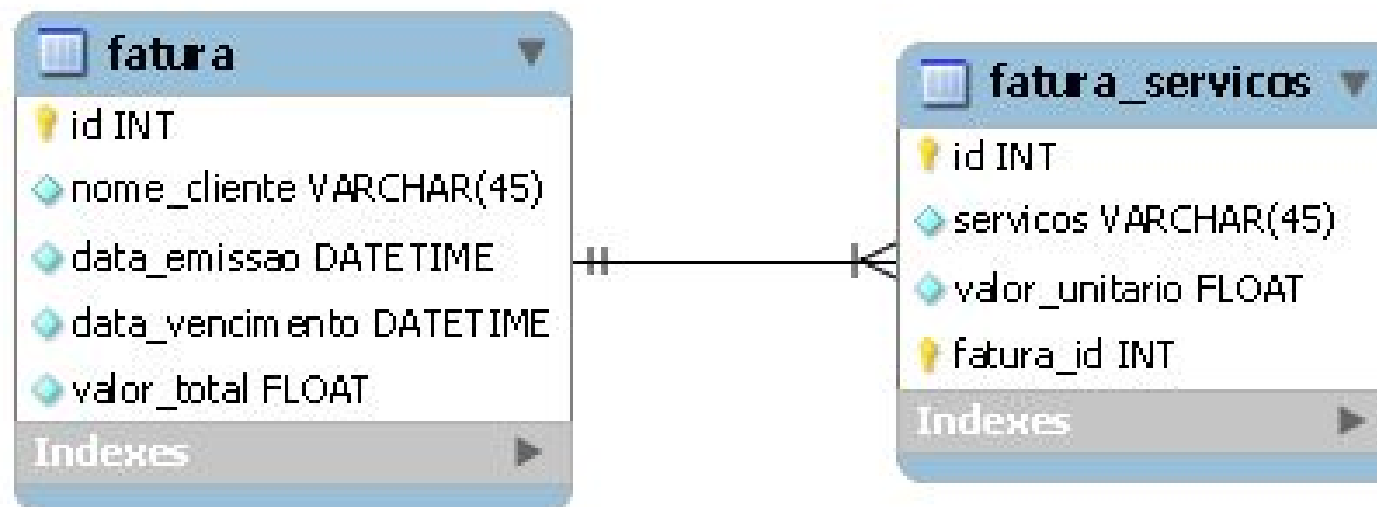 fatura
id INT
nome_cliente VARCHAR(45)
data_emissao DATETIME
data_vencimento DATETIME
valor_total FLOAT
Indexes
fatura_servicos
id INT
servicos VARCHAR(45)
valor_unitario FLOAT
fatura_id INT
Indexes